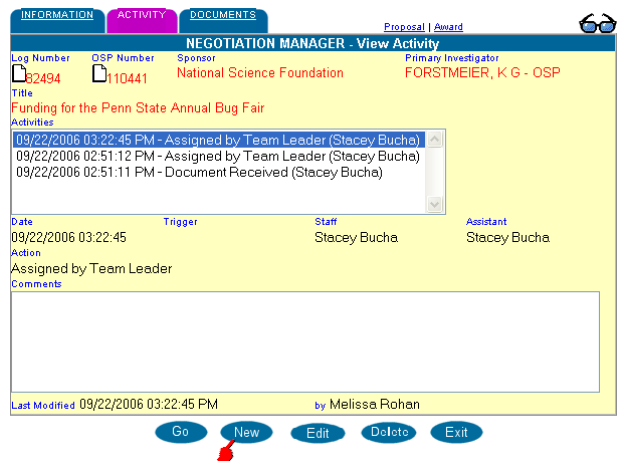 INFORMATION ACTIVITY DOCUMENTS
Proposal | Award
NEGOTIATION MANAGER - View Activity
Log Number OSP Number Sponsor Primary Investigator
82494 110441 National Science Foundation FORSTMEIER, K G - OSP
Title
Funding for the Penn State Annual Bug Fair
Activities
09/22/2006 03:22:45 PM - Assigned by Team Leader (Stacey Bucha)
09/22/2006 02:51:12 PM - Assigned by Team Leader (Stacey Bucha)
09/22/2006 02:51:11 PM - Document Received (Stacey Bucha)
Date Trigger Staff Assistant
09/22/2006 03:22:45 Stacey Bucha Stacey Bucha
Action
Assigned by Team Leader
Comments
Last Modified 09/22/2006 03:22:45 PM by Melissa Rohan
Go New Edit Delete Exit